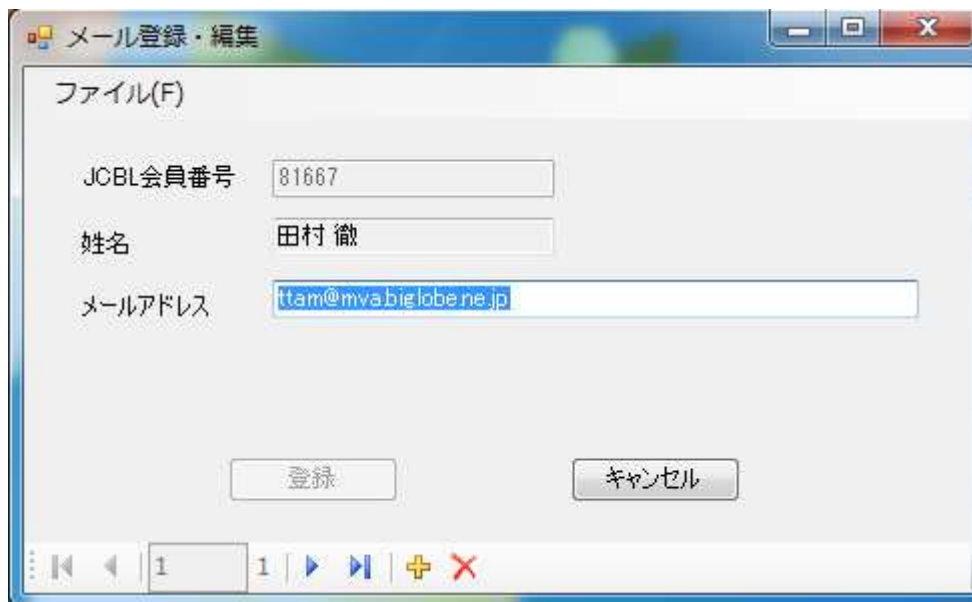 メール登録・編集
ファイル(F)
JCBL会員番号 81667
姓名 田村 徹
メールアドレス ttam@mva.biglobe.ne.jp
登録 キャンセル
1 1